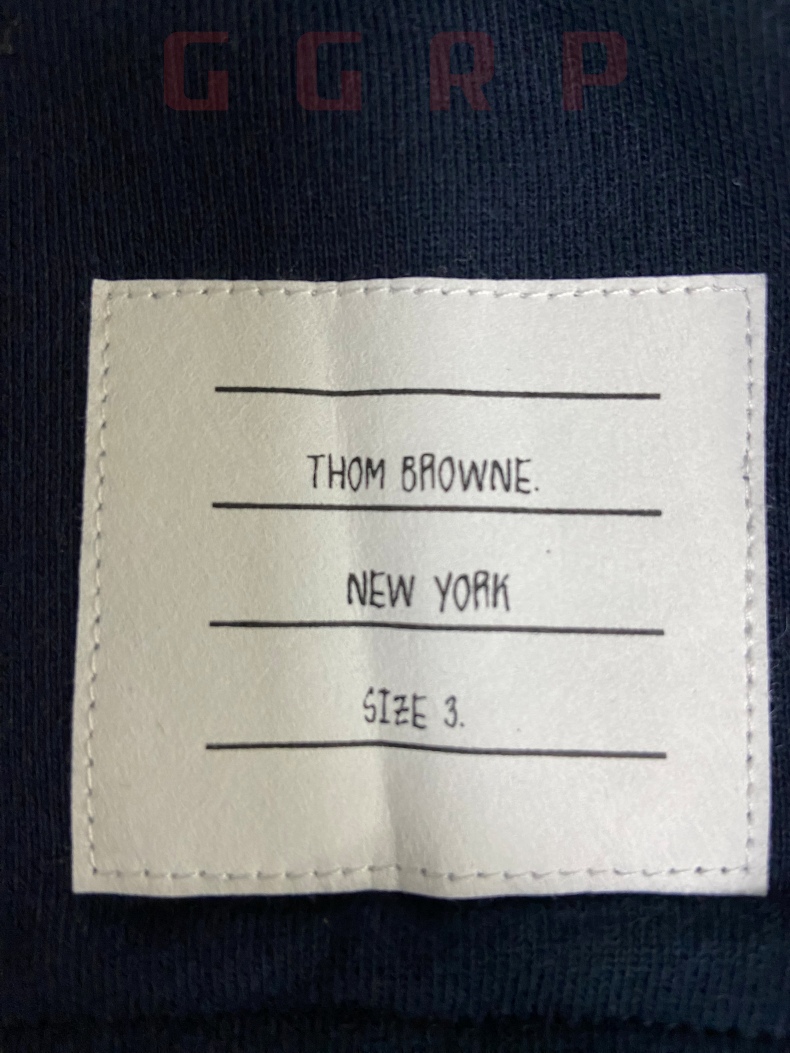 GGRP
THOM BROWNE.
NEW YORK
SIZE 3.